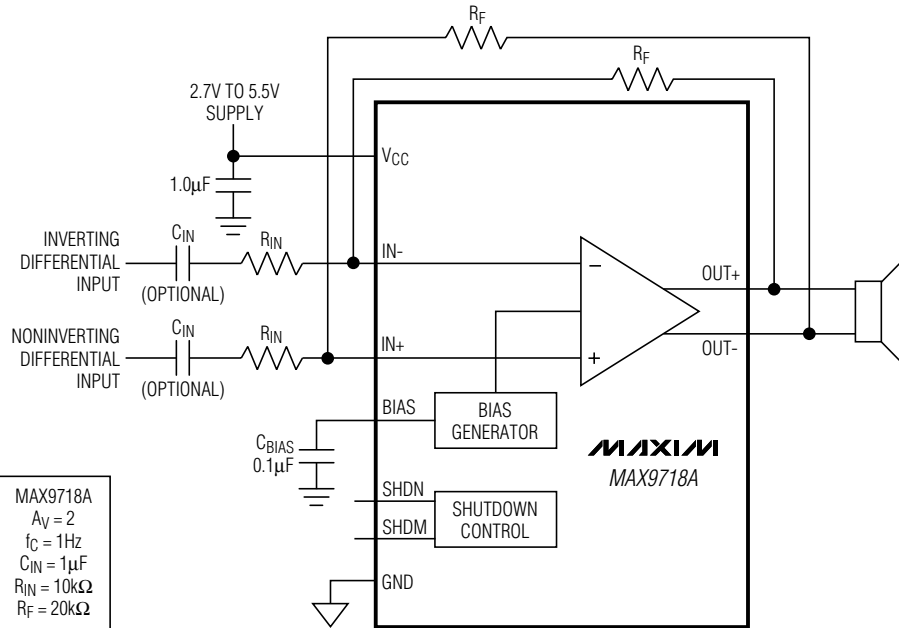 RF
RF
2.7V TO 5.5V
SUPPLY
VCC
1.0µF
INVERTING
DIFFERENTIAL
INPUT
CIN
(OPTIONAL)
RIN
IN-
OUT+
NONINVERTING
DIFFERENTIAL
INPUT
CIN
(OPTIONAL)
RIN
IN+
OUT-
−
+
BIAS
BIAS
GENERATOR
CBIAS
0.1µF
MAXIM
MAX9718A
SHDN
SHDM
SHUTDOWN
CONTROL
GND
MAX9718A
AV = 2
fC = 1Hz
CIN = 1µF
RIN = 10kΩ
RF = 20kΩ